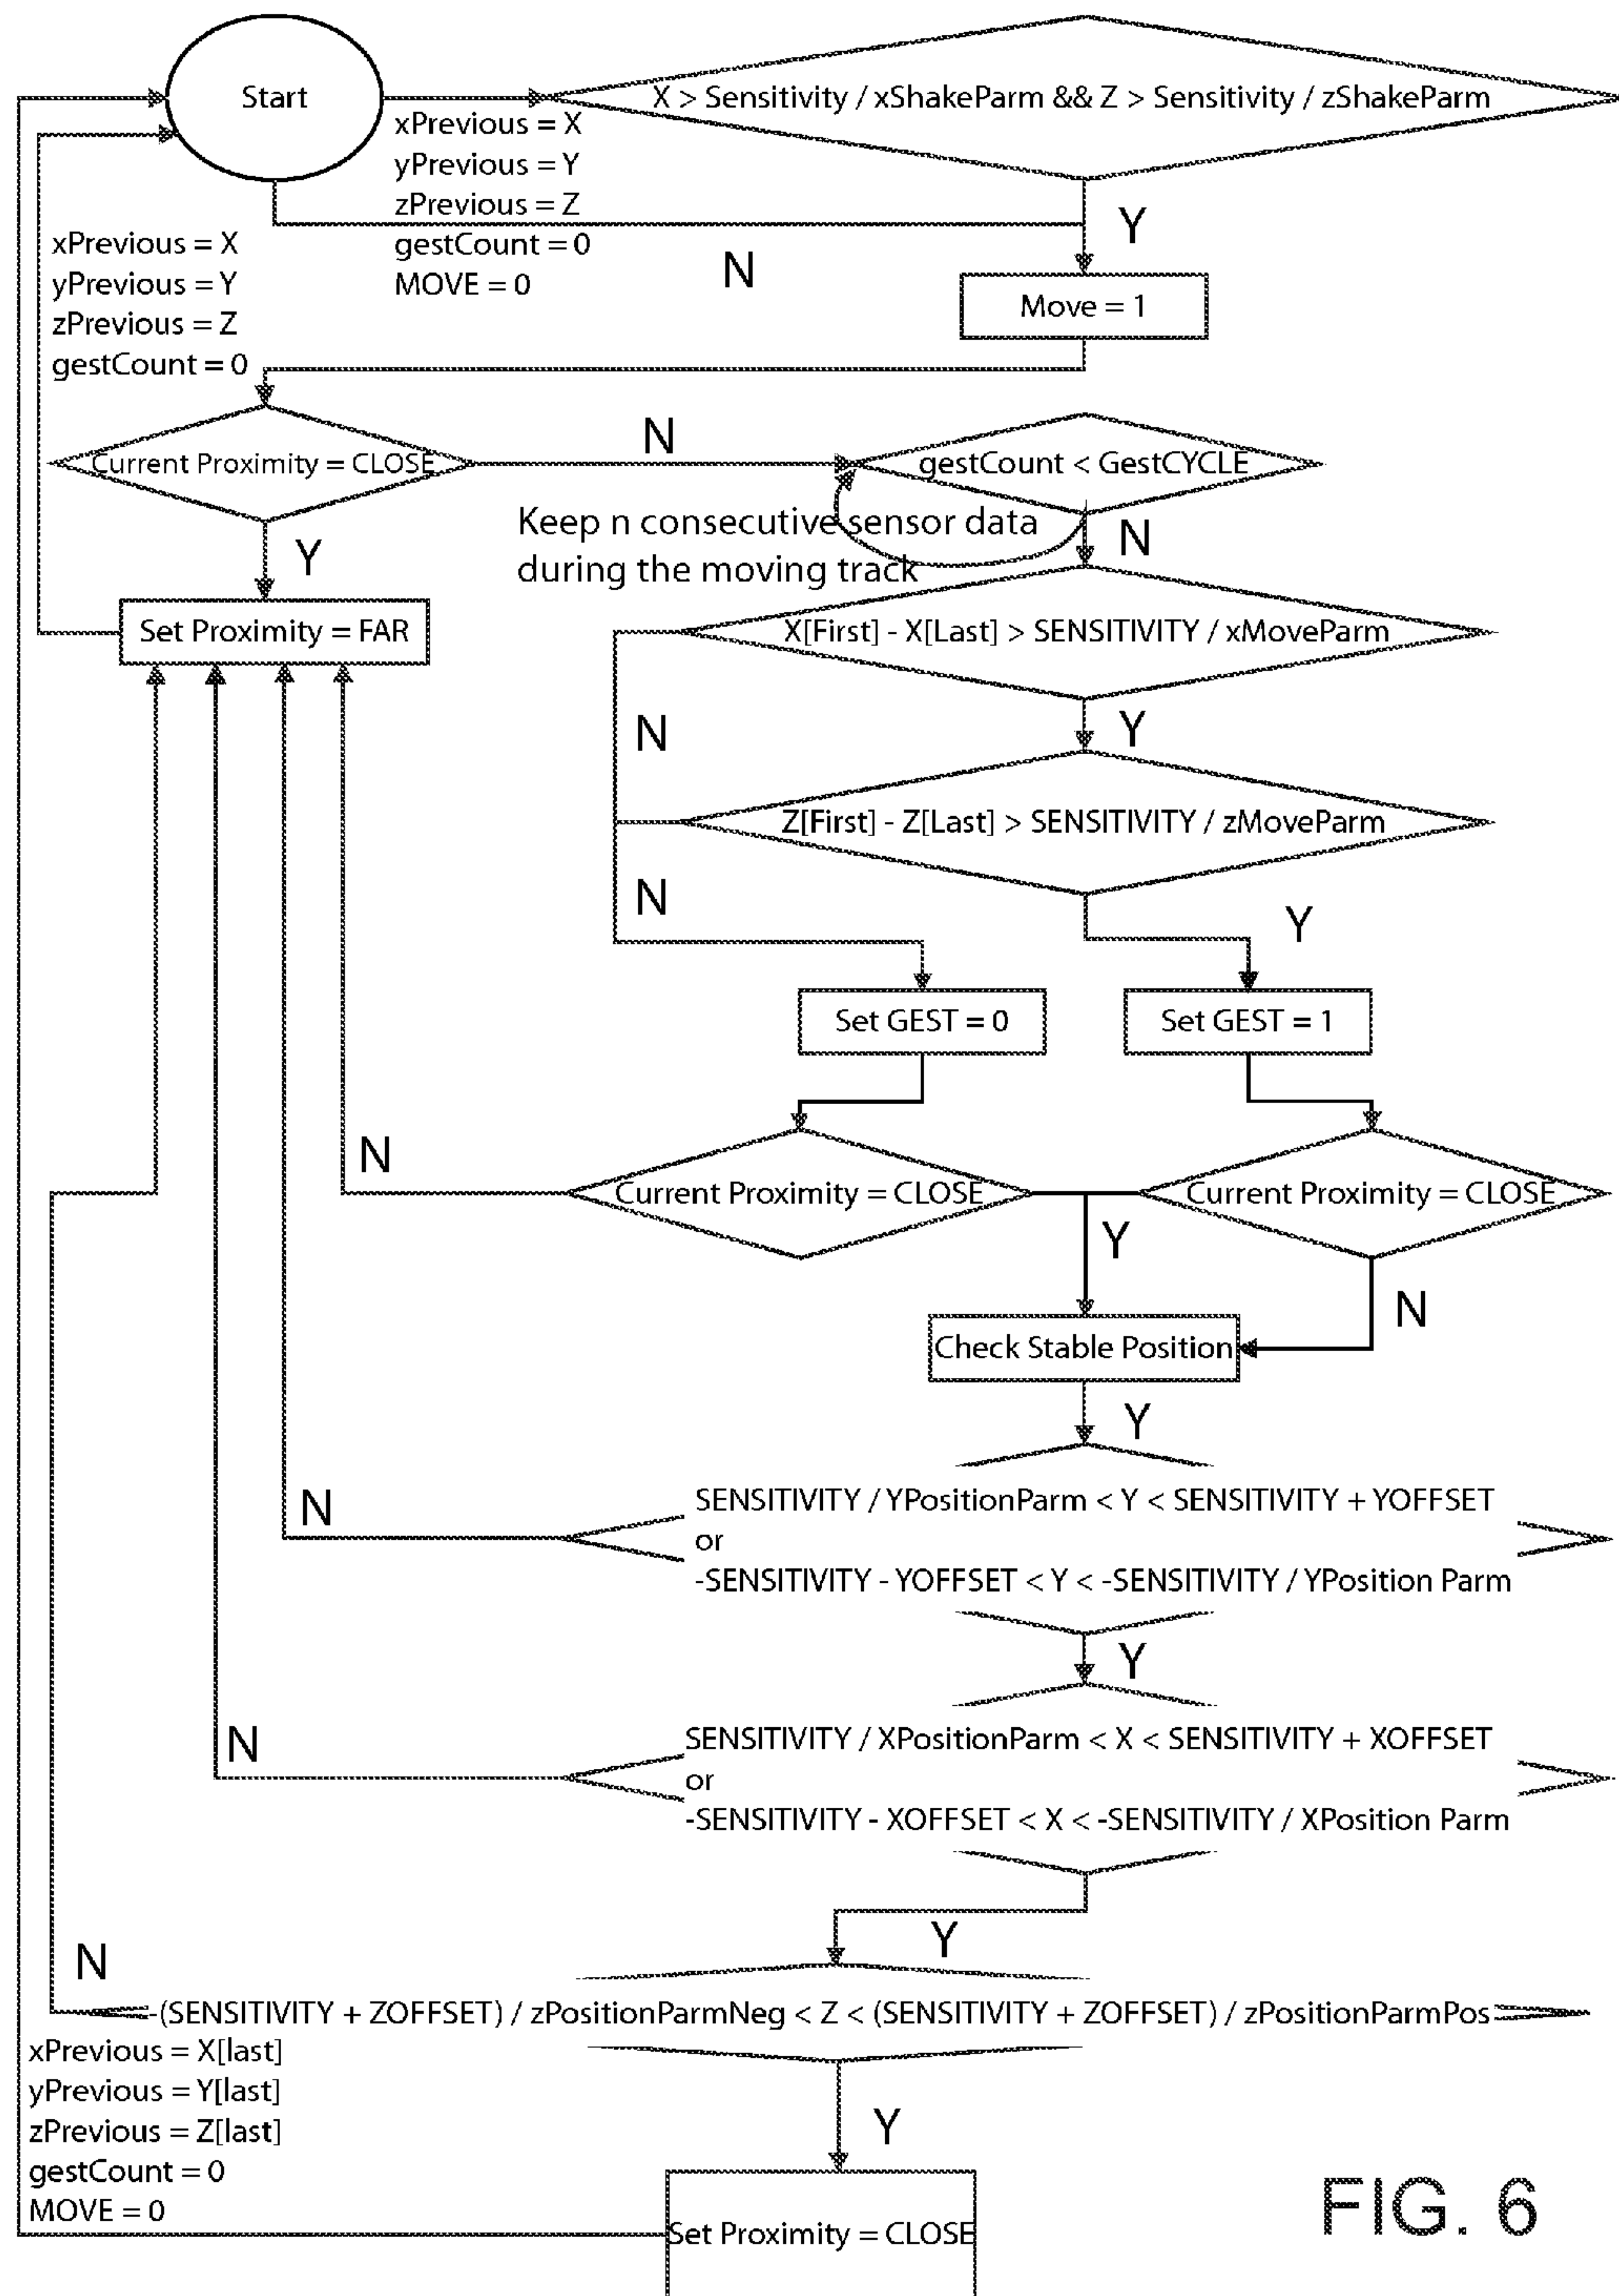 Start
X > Sensitivity / xShakeParm && Z > Sensitivity / zShakeParm
xPrevious = X
yPrevious = Y
zPrevious = Z
gestCount = 0
MOVE = 0
N
Y
Move = 1
xPrevious = X
yPrevious = Y
zPrevious = Z
gestCount = 0
Current Proximity = CLOSE
N
gestCount < GestCYCLE
Keep n consecutive sensor data
during the moving track
N
Y
Set Proximity = FAR
X[First] - X[Last] > SENSITIVITY / xMoveParm
N
Y
Z[First] - Z[Last] > SENSITIVITY / zMoveParm
N
Y
Set GEST = 0
Set GEST = 1
N
Current Proximity = CLOSE
Current Proximity = CLOSE
Y
N
Check Stable Position
Y
N
SENSITIVITY / YPositionParm < Y < SENSITIVITY + YOFFSET
or
-SENSITIVITY - YOFFSET < Y < -SENSITIVITY / YPosition Parm
Y
N
SENSITIVITY / XPositionParm < X < SENSITIVITY + XOFFSET
or
-SENSITIVITY - XOFFSET < X < -SENSITIVITY / XPosition Parm
Y
N
-(SENSITIVITY + ZOFFSET) / zPositionParmNeg < Z < (SENSITIVITY + ZOFFSET) / zPositionParmPos
xPrevious = X[last]
yPrevious = Y[last]
zPrevious = Z[last]
gestCount = 0
MOVE = 0
Y
Set Proximity = CLOSE
FIG. 6